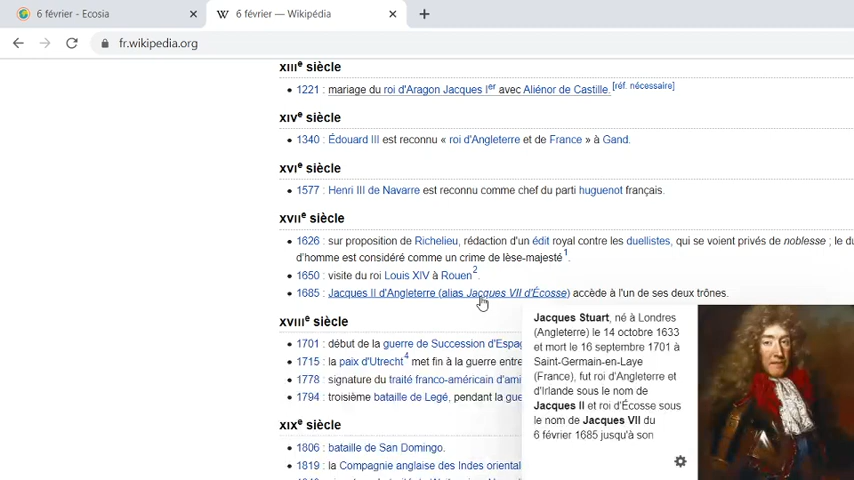 6 février - Ecosia
6 février — Wikipédia
fr.wikipedia.org
XIIIe siècle
1221 : mariage du roi d'Aragon Jacques Ier avec Aliénor de Castille.[réf. nécessaire]
XIVe siècle
1340 : Édouard III est reconnu « roi d'Angleterre et de France » à Gand.
XVIe siècle
1577 : Henri III de Navarre est reconnu comme chef du parti huguenot français.
XVIIe siècle
1626 : sur proposition de Richelieu, rédaction d'un édit royal contre les duellistes, qui se voient privés de noblesse ; le du
d'homme est considéré comme un crime de lèse-majesté1.
1650 : visite du roi Louis XIV à Rouen2.
1685 : Jacques II d'Angleterre (alias Jacques VII d'Écosse) accède à l'un de ses deux trônes.
XVIIIe siècle
1701 : début de la guerre de Succession d'Espa
1715 : la paix d'Utrecht4 met fin à la guerre entre
1778 : signature du traité franco-américain d'ami
1794 : troisième bataille de Legé, pendant la gue
XIXe siècle
1806 : bataille de San Domingo.
1819 : la Compagnie anglaise des Indes oriental
Jacques Stuart, né à Londres
(Angleterre) le 14 octobre 1633
et mort le 16 septembre 1701 à
Saint-Germain-en-Laye
(France), fut roi d'Angleterre et
d'Irlande sous le nom de
Jacques II et roi d'Écosse sous
le nom de Jacques VII du
6 février 1685 jusqu'à son